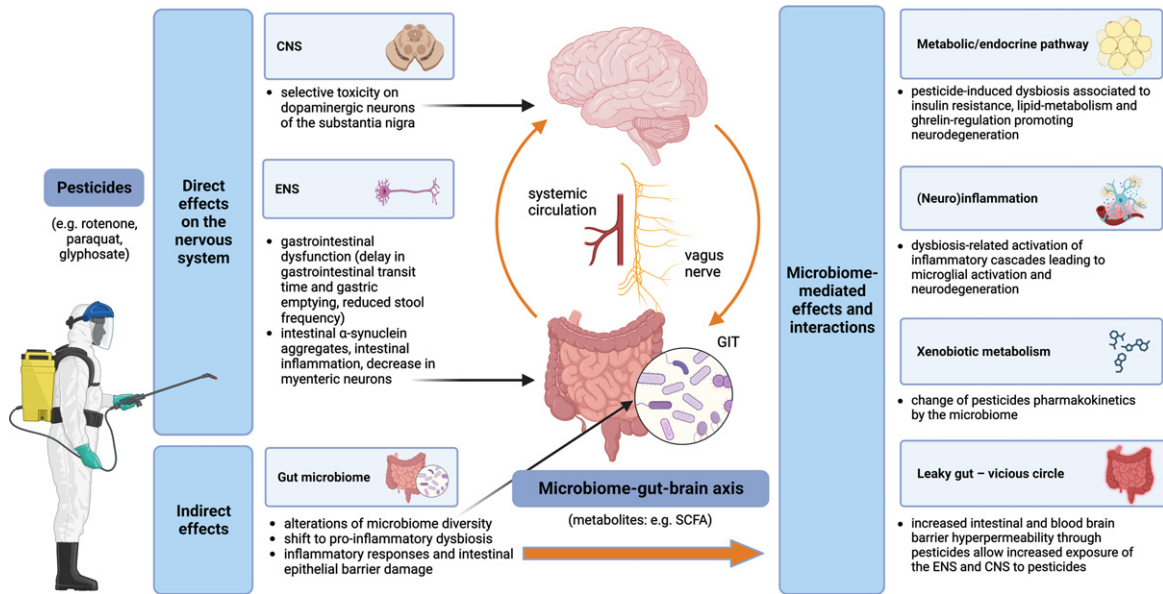 Pesticides
(e.g. rotenone,
paraquat,
glyphosate)
Direct
effects
on the
nervous
system
CNS
• selective toxicity on
dopaminergic neurons
of the substantia nigra
ENS
• gastrointestinal
dysfunction (delay in
gastrointestinal transit
time and gastric
emptying, reduced stool
frequency)
• intestinal α-synuclein
aggregates, intestinal
inflammation, decrease in
myenteric neurons
Indirect
effects
Gut microbiome
• alterations of microbiome diversity
• shift to pro-inflammatory dysbiosis
• inflammatory responses and intestinal
epithelial barrier damage
systemic
circulation
vagus
nerve
GIT
Microbiome-gut-brain axis
(metabolites: e.g. SCFA)
Microbiome-
mediated
effects and
interactions
Metabolic/endocrine pathway
• pesticide-induced dysbiosis associated to
insulin resistance, lipid-metabolism and
ghrelin-regulation promoting
neurodegeneration
(Neuro)inflammation
• dysbiosis-related activation of
inflammatory cascades leading to
microglial activation and
neurodegeneration
Xenobiotic metabolism
• change of pesticides pharmakokinetics
by the microbiome
Leaky gut – vicious circle
• increased intestinal and blood brain
barrier hyperpermeability through
pesticides allow increased exposure of
the ENS and CNS to pesticides